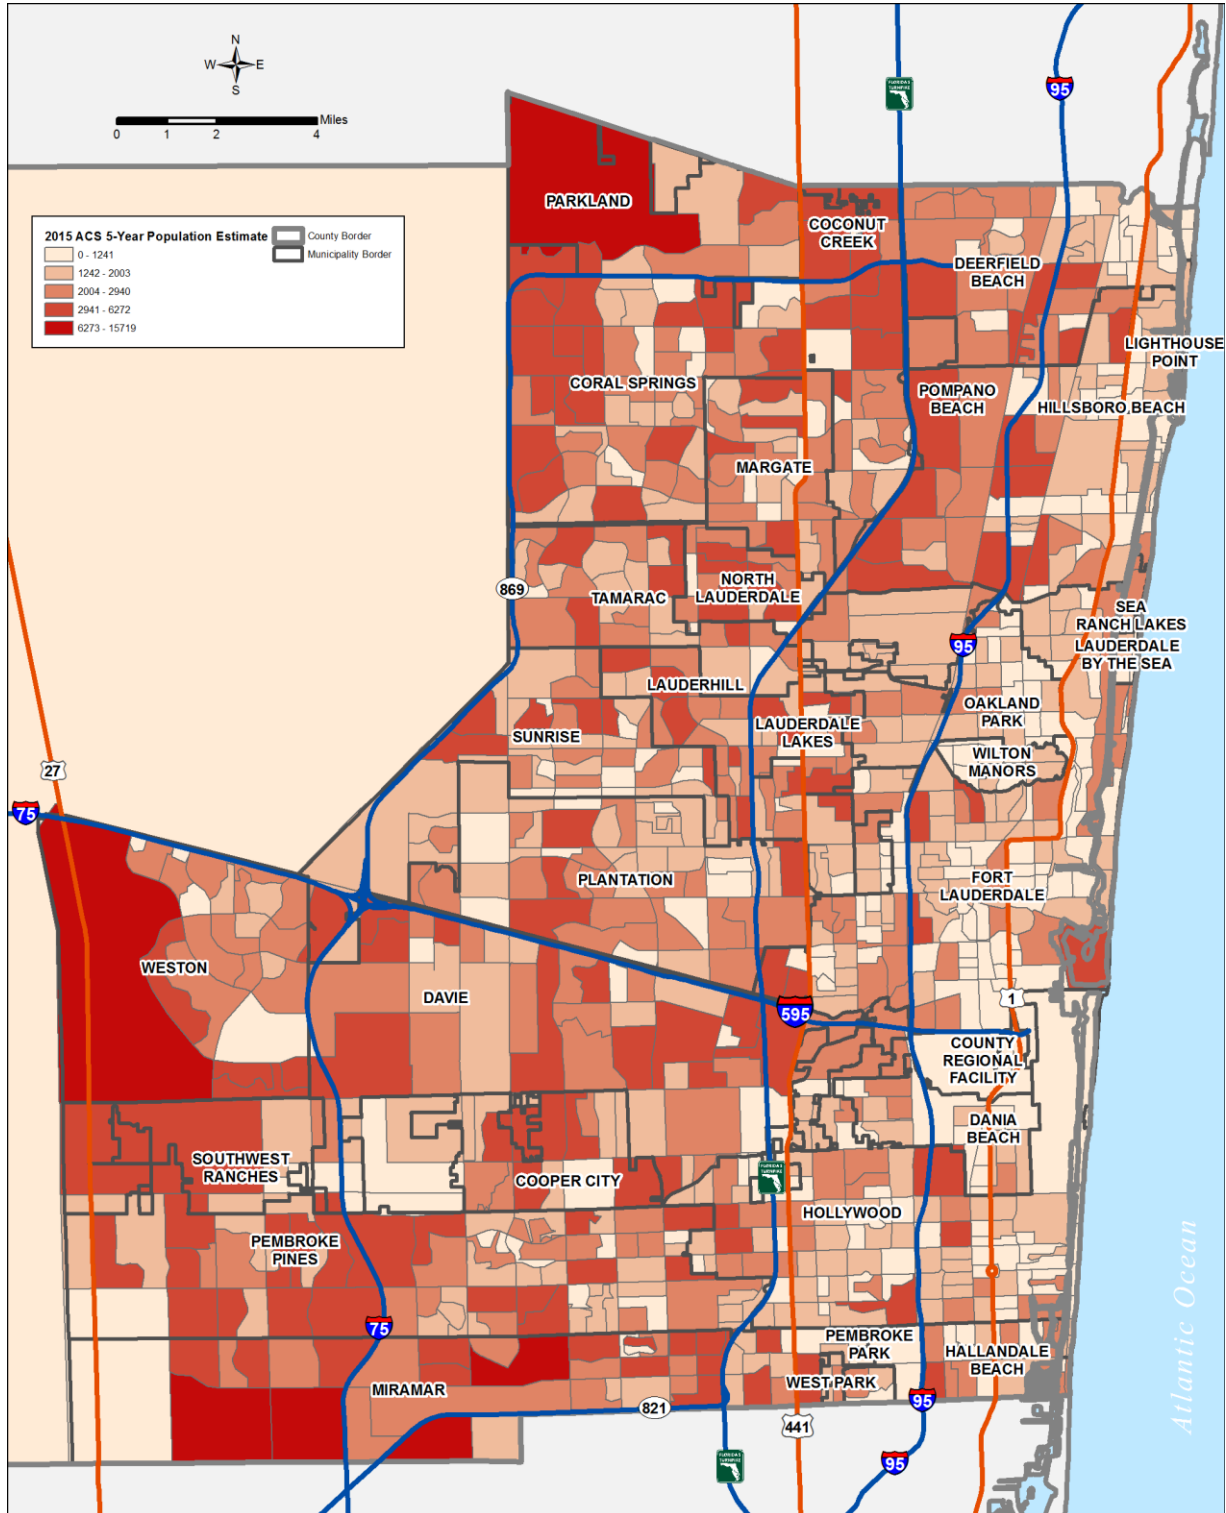 N
W E
S
Miles
0 1 2 4
95
PARKLAND
COCONUT
CREEK
2015 ACS 5-Year Population Estimate
0 - 1241
1242 - 2003
2004 - 2940
2941 - 6272
6273 - 15719
County Border
Municipality Border
DEERFIELD
BEACH
LIGHTHOUSE
POINT
CORAL SPRINGS
POMPANO
BEACH
HILLSBORO BEACH
MARGATE
869
TAMARAC
NORTH
LAUDERDALE
SEA
RANCH LAKES
LAUDERDALE
BY THE SEA
95
LAUDERHILL
OAKLAND
PARK
SUNRISE
LAUDERDALE
LAKES
WILTON
MANORS
27
75
PLANTATION
FORT
LAUDERDALE
WESTON
DAVIE
1
595
COUNTY
REGIONAL
FACILITY
DANIA
BEACH
SOUTHWEST
RANCHES
COOPER CITY
HOLLYWOOD
PEMBROKE
PINES
75
PEMBROKE
PARK
HALLANDALE
BEACH
MIRAMAR
WEST PARK
821
95
441
95
Atlantic Ocean